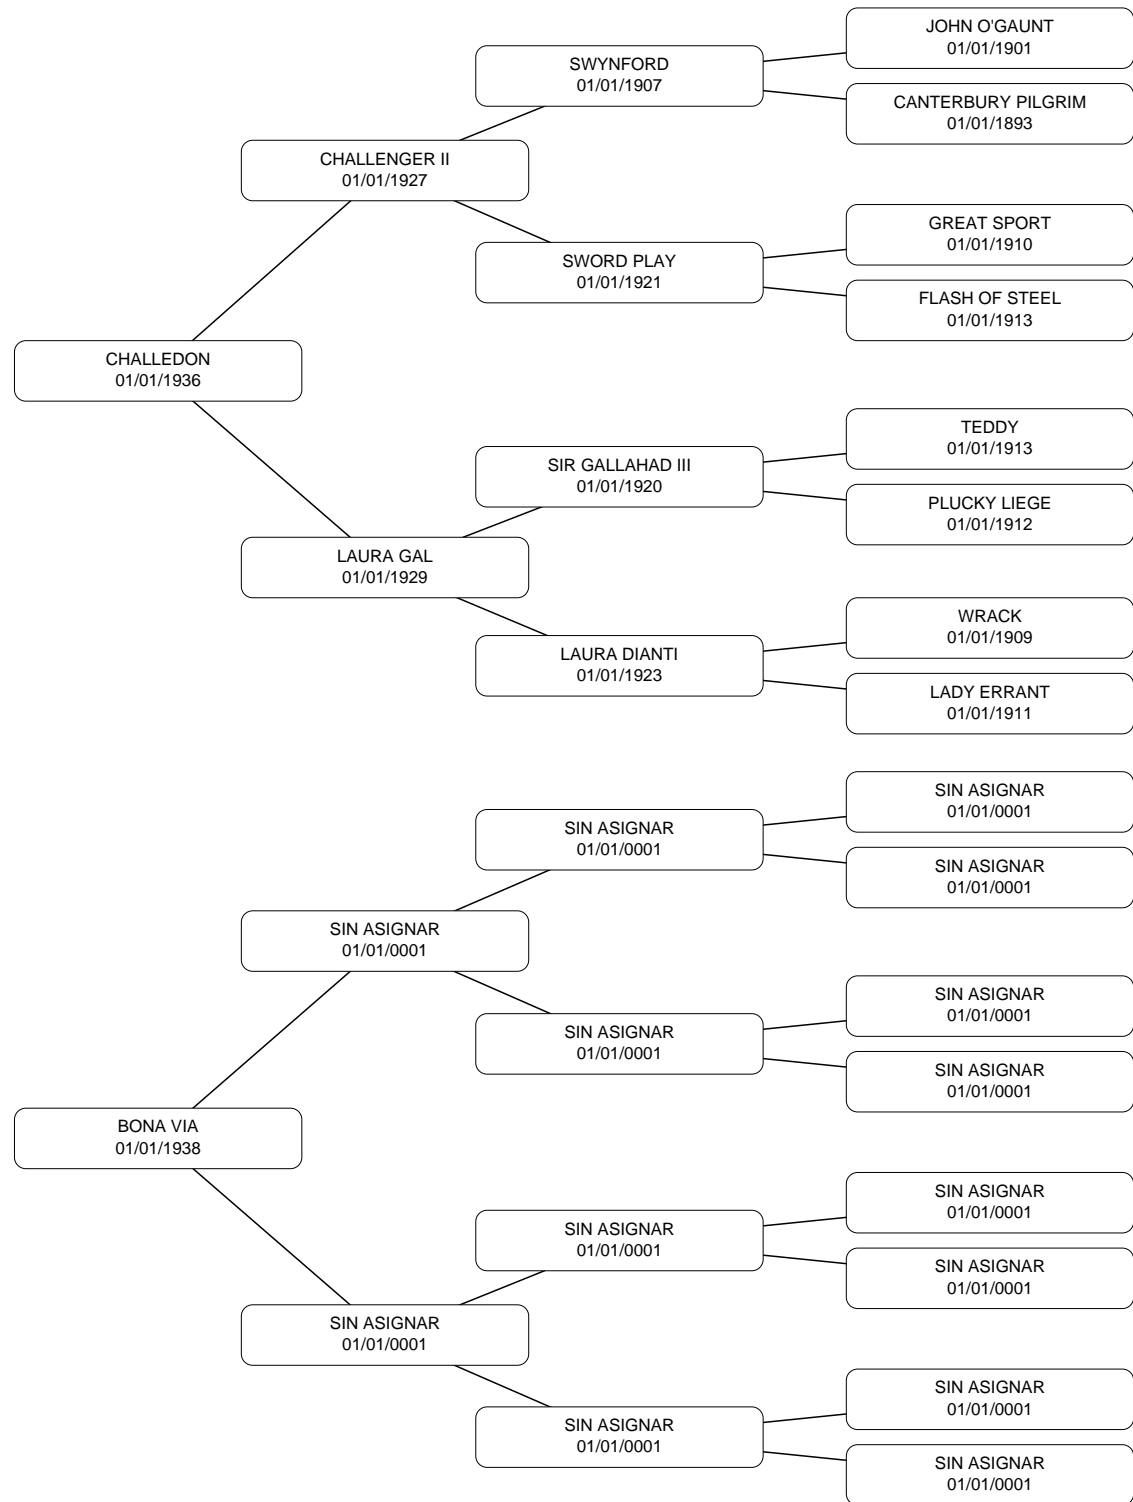 JOHN O'GAUNT
01/01/1901
SWYNFORD
01/01/1907
CANTERBURY PILGRIM
01/01/1893
CHALLENGER II
01/01/1927
GREAT SPORT
01/01/1910
SWORD PLAY
01/01/1921
FLASH OF STEEL
01/01/1913
CHALLEDON
01/01/1936
TEDDY
01/01/1913
SIR GALLAHAD III
01/01/1920
PLUCKY LIEGE
01/01/1912
LAURA GAL
01/01/1929
WRACK
01/01/1909
LAURA DIANTI
01/01/1923
LADY ERRANT
01/01/1911
SIN ASIGNAR
01/01/0001
SIN ASIGNAR
01/01/0001
SIN ASIGNAR
01/01/0001
SIN ASIGNAR
01/01/0001
SIN ASIGNAR
01/01/0001
SIN ASIGNAR
01/01/0001
SIN ASIGNAR
01/01/0001
BONA VIA
01/01/1938
SIN ASIGNAR
01/01/0001
SIN ASIGNAR
01/01/0001
SIN ASIGNAR
01/01/0001
SIN ASIGNAR
01/01/0001
SIN ASIGNAR
01/01/0001
SIN ASIGNAR
01/01/0001
SIN ASIGNAR
01/01/0001